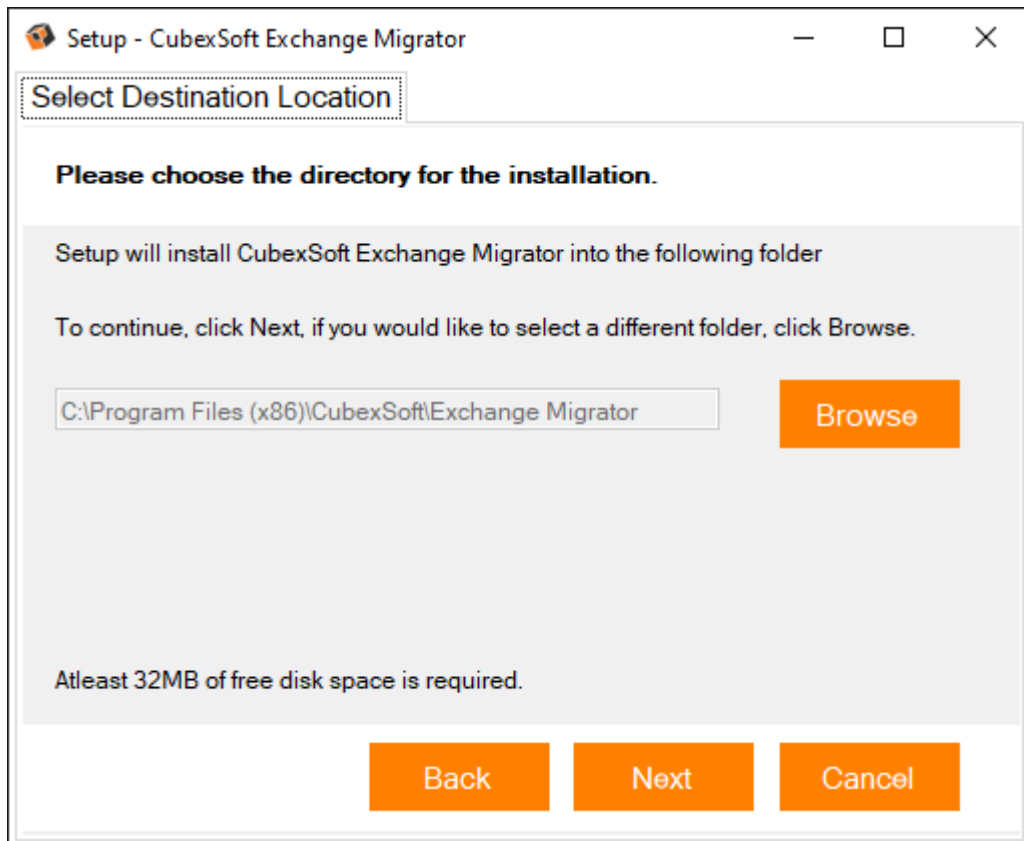 Setup - CubexSoft Exchange Migrator
Select Destination Location
Please choose the directory for the installation.
Setup will install CubexSoft Exchange Migrator into the following folder
To continue, click Next, if you would like to select a different folder, click Browse.
C:\Program Files (x86)\CubexSoft\Exchange Migrator
Browse
Atleast 32MB of free disk space is required.
Back Next Cancel